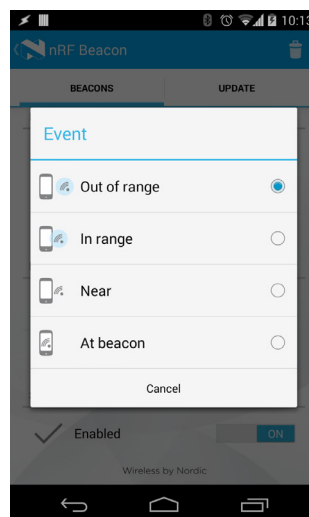 10:13
nRF Beacon
BEACONS UPDATE
Event
Out of range
In range
Near
At beacon
Cancel
Enabled ON
Wireless by Nordic